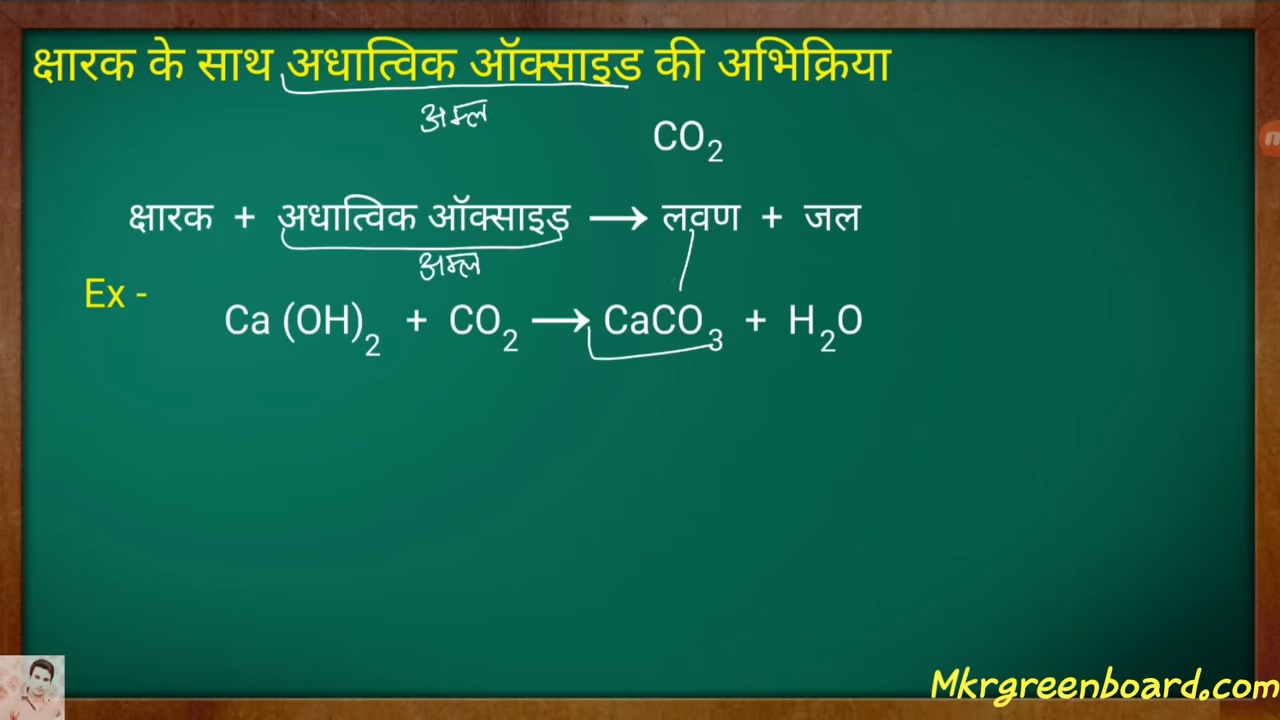 क्षारक के साथ अधात्विक ऑक्साइड की अभिक्रिया
अम्ल
CO₂
क्षारक + अधात्विक ऑक्साइड ⟶ लवण + जल
अम्ल
Ex -
Ca (OH)₂ + CO₂ ⟶ CaCO₃ + H₂O
Mkrgreenboard.com